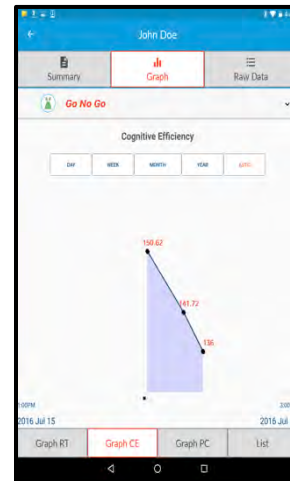 John Doe
Summary Graph Raw Data
Go No Go
Cognitive Efficiency
DAY WEEK MONTH YEAR
150.62
141.72
136
2016 Jul 15 2016 Jul
Graph RT Graph CE Graph PC List